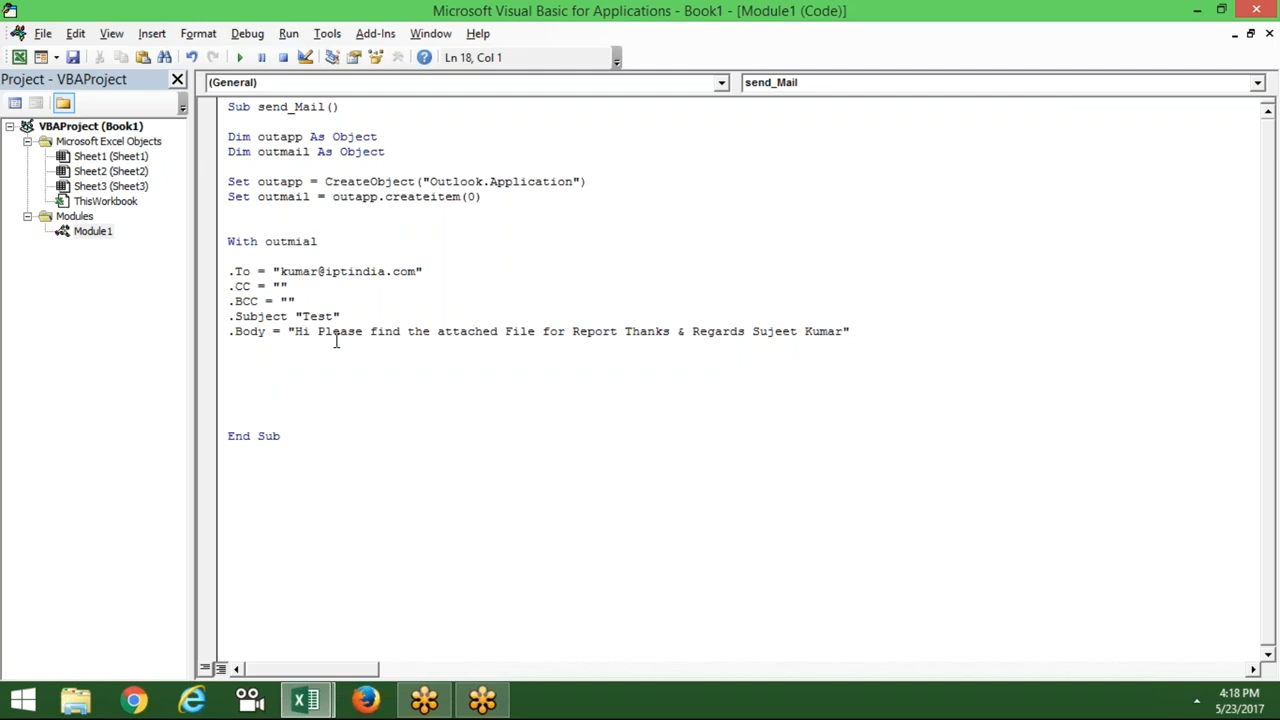 Microsoft Visual Basic for Applications - Book1 - [Module1 (Code)]
File Edit View Insert Format Debug Run Tools Add-Ins Window Help
Ln 18, Col 1
Project - VBAProject
(General) send_Mail
VBAProject (Book1)
Microsoft Excel Objects
Sheet1 (Sheet1)
Sheet2 (Sheet2)
Sheet3 (Sheet3)
ThisWorkbook
Modules
Module1
Sub send_Mail()
Dim outapp As Object
Dim outmail As Object
Set outapp = CreateObject("Outlook.Application")
Set outmail = outapp.createitem(0)
With outmial
.To = "kumar@iptindia.com"
.CC = ""
.BCC = ""
.Subject "Test"
.Body = "Hi Please find the attached File for Report Thanks & Regards Sujeet Kumar"
End Sub
4:18 PM
5/23/2017